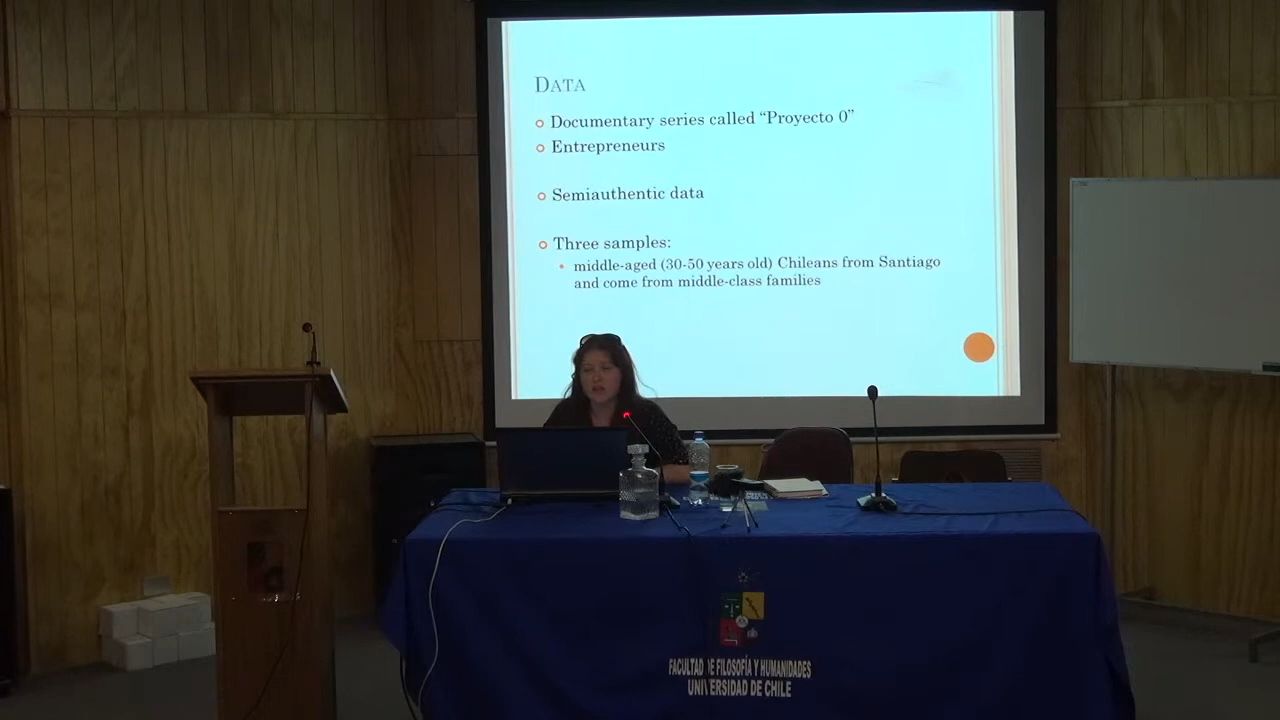 DATA
Documentary series called “Proyecto 0”
Entrepreneurs
Semiauthentic data
Three samples:
middle-aged (30-50 years old) Chileans from Santiago
and come from middle-class families
FACULTAD DE FILOSOFÍA Y HUMANIDADES
UNIVERSIDAD DE CHILE